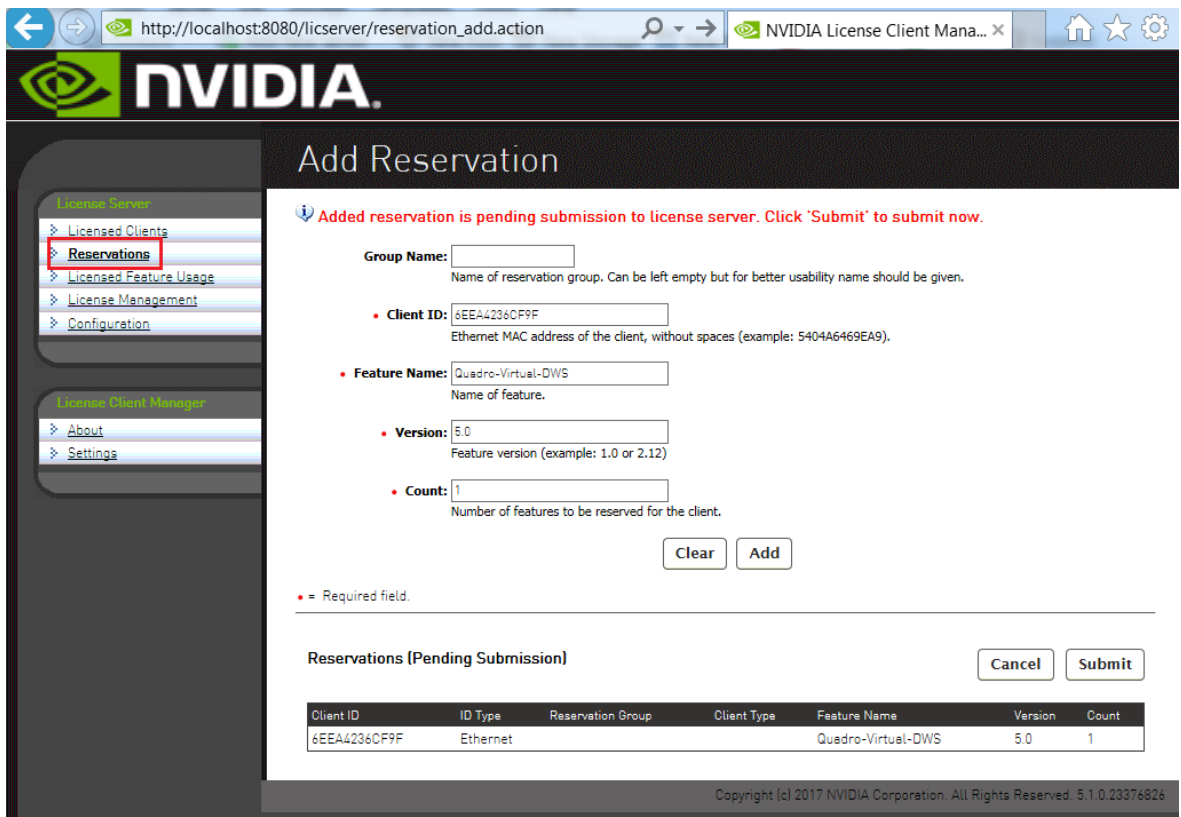 http://localhost:8080/licserver/reservation_add.action
NVIDIA License Client Mana...
NVIDIA.
Add Reservation
License Server
Licensed Clients
Reservations
Licensed Feature Usage
License Management
Configuration
License Client Manager
About
Settings
Added reservation is pending submission to license server. Click 'Submit' to submit now.
Group Name:
Name of reservation group. Can be left empty but for better usability name should be given.
• Client ID: 6EEA4236CF9F
Ethernet MAC address of the client, without spaces (example: 5404A6469EA9).
• Feature Name: Quadro-Virtual-DWS
Name of feature.
• Version: 5.0
Feature version (example: 1.0 or 2.12)
• Count: 1
Number of features to be reserved for the client.
Clear Add
• = Required field.
Reservations (Pending Submission)
Cancel Submit
Client ID ID Type Reservation Group Client Type Feature Name Version Count
6EEA4236CF9F Ethernet Quadro-Virtual-DWS 5.0 1
Copyright (c) 2017 NVIDIA Corporation. All Rights Reserved. 5.1.0.23376826